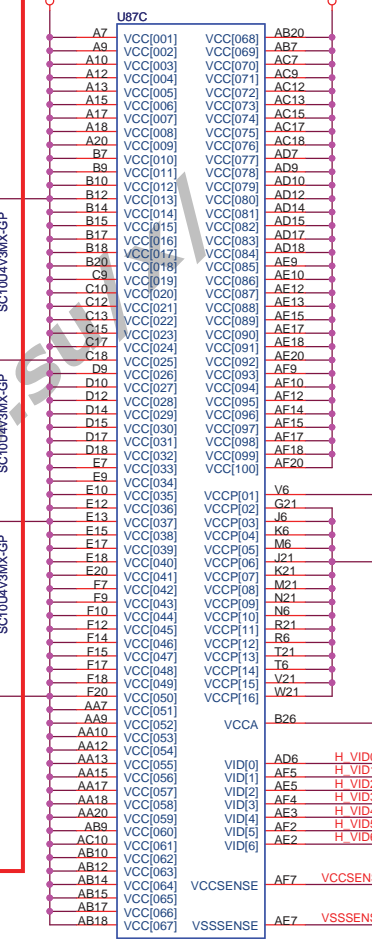 U87C
A7 VCC[001] VCC[068] AB20
A9 VCC[002] VCC[069] AB7
A10 VCC[003] VCC[070] AC7
A12 VCC[004] VCC[071] AC9
A13 VCC[005] VCC[072] AC12
A15 VCC[006] VCC[073] AC13
A17 VCC[007] VCC[074] AC15
A18 VCC[008] VCC[075] AC17
A20 VCC[009] VCC[076] AC18
B7 VCC[010] VCC[077] AD7
B9 VCC[011] VCC[078] AD9
B10 VCC[012] VCC[079] AD10
B12 VCC[013] VCC[080] AD12
B14 VCC[014] VCC[081] AD14
B15 VCC[015] VCC[082] AD15
B17 VCC[016] VCC[083] AD17
B18 VCC[017] VCC[084] AD18
B20 VCC[018] VCC[085] AE9
C9 VCC[019] VCC[086] AE10
C10 VCC[020] VCC[087] AE12
C12 VCC[021] VCC[088] AE13
C13 VCC[022] VCC[089] AE15
C15 VCC[023] VCC[090] AE17
C17 VCC[024] VCC[091] AE18
C18 VCC[025] VCC[092] AE20
D9 VCC[026] VCC[093] AF9
D10 VCC[027] VCC[094] AF10
D12 VCC[028] VCC[095] AF12
D14 VCC[029] VCC[096] AF14
D15 VCC[030] VCC[097] AF15
D17 VCC[031] VCC[098] AF17
D18 VCC[032] VCC[099] AF18
E7 VCC[033] VCC[100] AF20
E9 VCC[034]
E10 VCC[035] VCCP[01] V6
E12 VCC[036] VCCP[02] G21
E13 VCC[037] VCCP[03] J6
E15 VCC[038] VCCP[04] K6
E17 VCC[039] VCCP[05] M6
E18 VCC[040] VCCP[06] J21
E20 VCC[041] VCCP[07] K21
F7 VCC[042] VCCP[08] M21
F9 VCC[043] VCCP[09] N21
F10 VCC[044] VCCP[10] N6
F12 VCC[045] VCCP[11] R21
F14 VCC[046] VCCP[12] R6
F15 VCC[047] VCCP[13] T21
F17 VCC[048] VCCP[14] T6
F18 VCC[049] VCCP[15] V21
F20 VCC[050] VCCP[16] W21
AA7 VCC[051]
AA9 VCC[052] VCCA B26
AA10 VCC[053]
AA12 VCC[054]
AA13 VCC[055] VID[0] AD6 H_VID0
AA15 VCC[056] VID[1] AF5 H_VID1
AA17 VCC[057] VID[2] AE5 H_VID2
AA18 VCC[058] VID[3] AF4 H_VID3
AA20 VCC[059] VID[4] AE3 H_VID4
AB9 VCC[060] VID[5] AF2 H_VID5
AC10 VCC[061] VID[6] AE2 H_VID6
AB10 VCC[062]
AB12 VCC[063]
AB14 VCC[064] VCCSENSE AF7 VCCSENS
AB15 VCC[065]
AB17 VCC[066]
AB18 VCC[067] VSSSENSE AE7 VSSSENS
SC10U4V3MX-GP
SC10U4V3MX-GP
SC10U4V3MX-GP
.su/x/